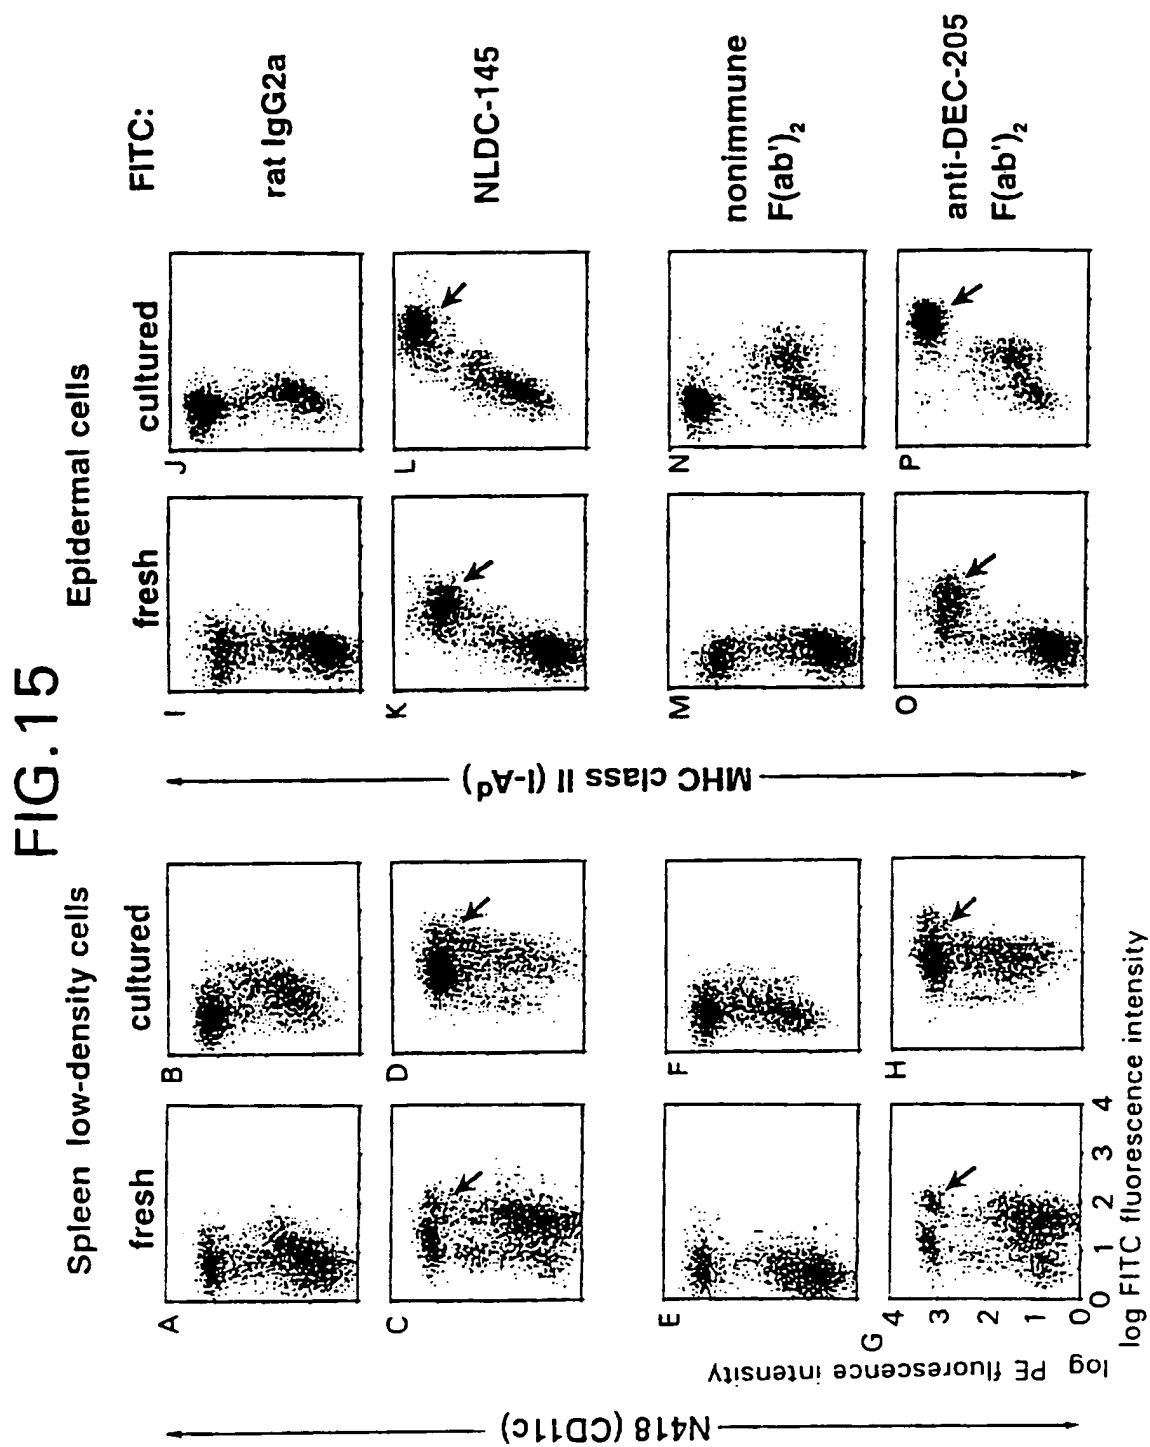 FIG.15
Spleen low-density cells
Epidermal cells
fresh
cultured
fresh
cultured
FITC:
A
B
I
J
rat IgG2a
C
D
K
L
NLDC-145
E
F
M
N
nonimmune
F(ab')₂
G
H
O
P
anti-DEC-205
F(ab')₂
N418 (CD11c)
MHC class II (I-Aᵈ)
log PE fluorescence intensity
4
3
2
1
0
0 1 2 3 4
log FITC fluorescence intensity